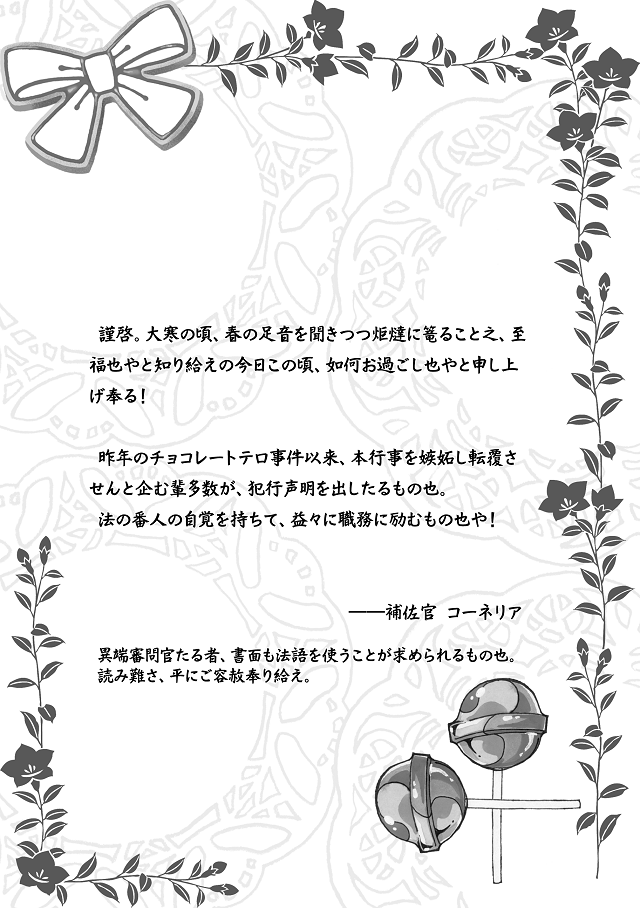 謹啓。大寒の頃、春の足音を聞きつつ炬燵に篭ること之、至
福也やと知り給えの今日この頃、如何お過ごし也やと申し上
げ奉る！
昨年のチョコレートテロ事件以来、本行事を嫉妬し転覆さ
せんと企む輩多数が、犯行声明を出したるもの也。
法の番人の自覚を持ちて、益々に職務に励むもの也や！
――補佐官 コーネリア
異端審問官たる者、書面も法語を使うことが求められるもの也。
読み難さ、平にご容赦奉り給え。